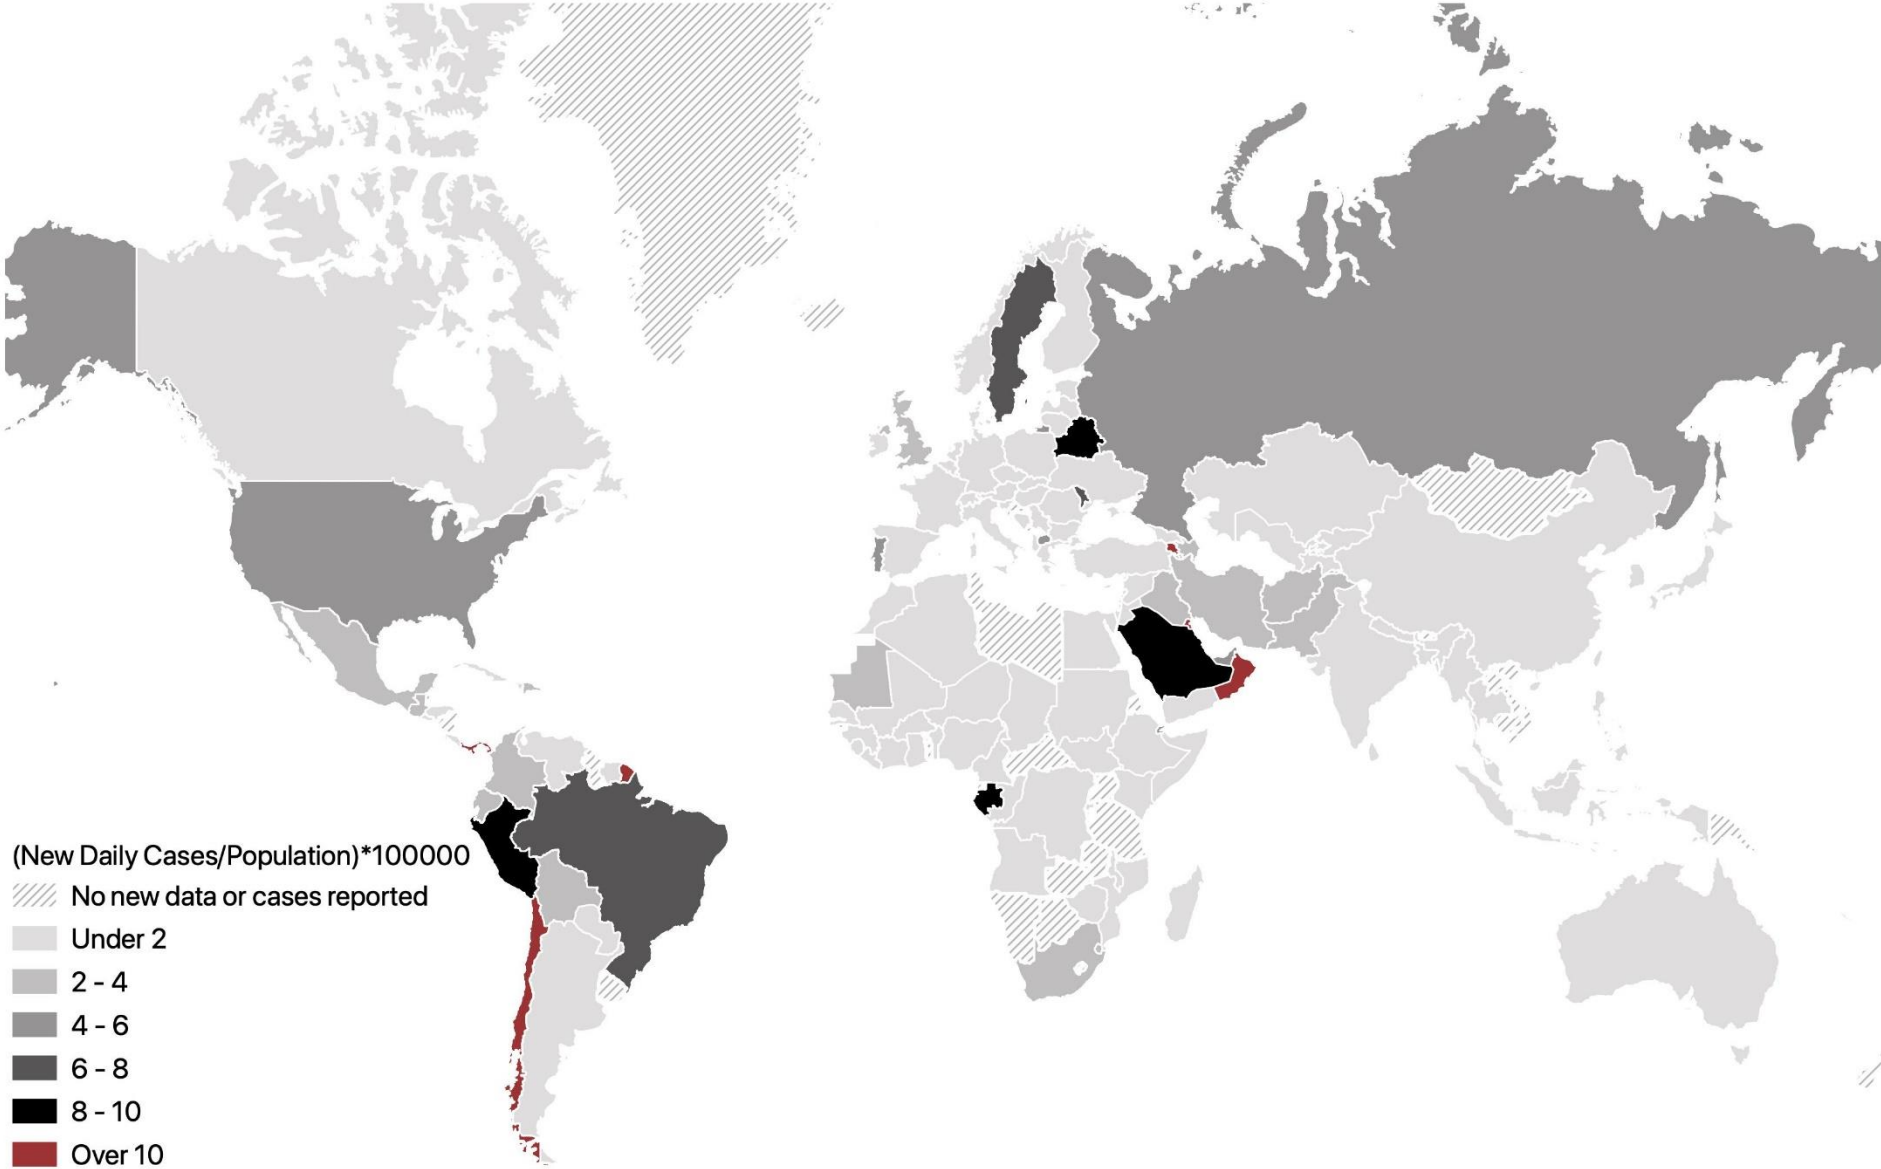 (New Daily Cases/Population)*100000
No new data or cases reported
Under 2
2 - 4
4 - 6
6 - 8
8 - 10
Over 10